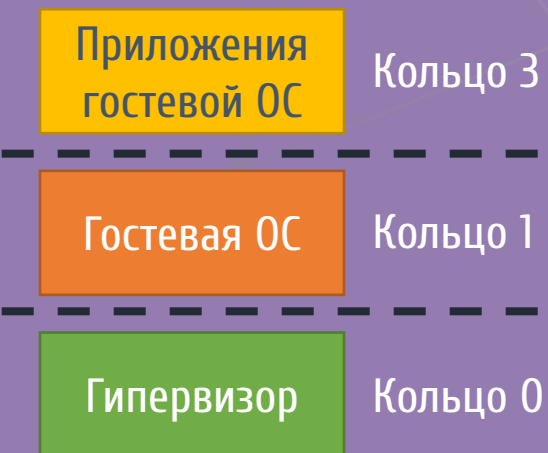 Приложения
гостевой ОС
Кольцо 3
Гостевая ОС
Кольцо 1
Гипервизор
Кольцо 0